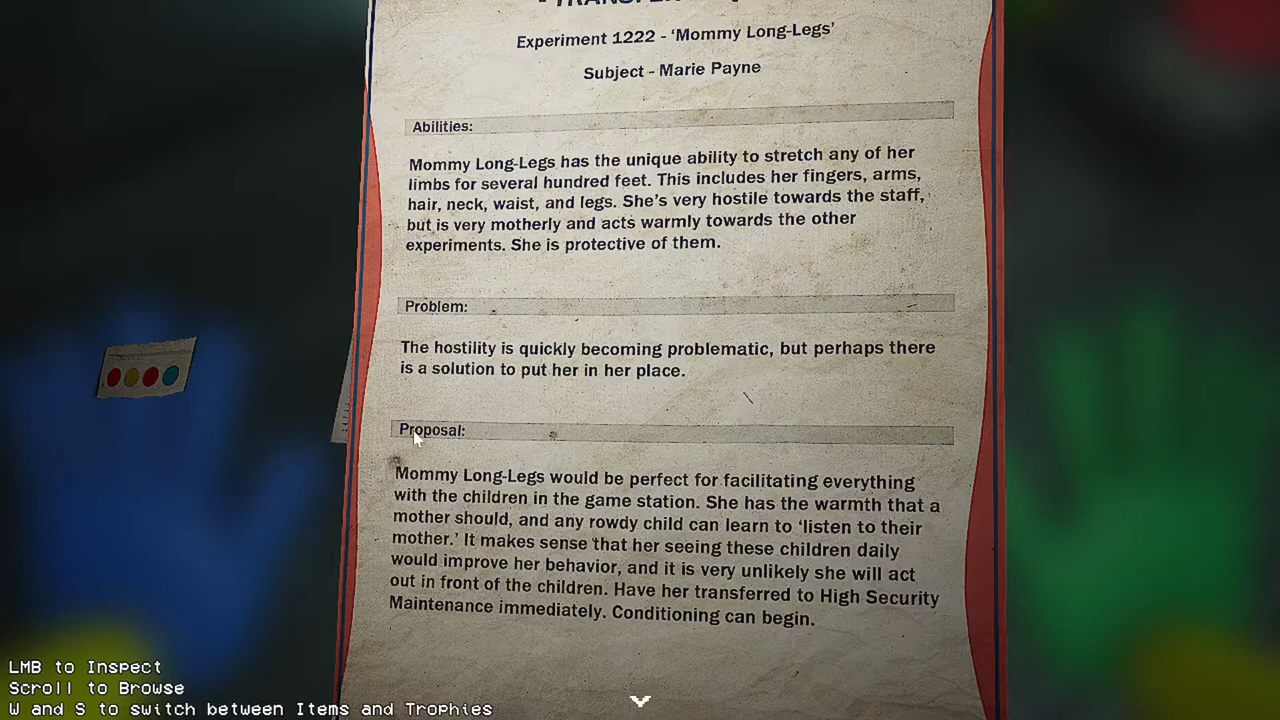 Experiment 1222 - 'Mommy Long-Legs'
Subject - Marie Payne
Abilities:
Mommy Long-Legs has the unique ability to stretch any of her
limbs for several hundred feet. This includes her fingers, arms,
hair, neck, waist, and legs. She's very hostile towards the staff,
but is very motherly and acts warmly towards the other
experiments. She is protective of them.
Problem:
The hostility is quickly becoming problematic, but perhaps there
is a solution to put her in her place.
Proposal:
Mommy Long-Legs would be perfect for facilitating everything
with the children in the game station. She has the warmth that a
mother should, and any rowdy child can learn to 'listen to their
mother.' It makes sense that her seeing these children daily
would improve her behavior, and it is very unlikely she will act
out in front of the children. Have her transferred to High Security
Maintenance immediately. Conditioning can begin.
LMB to Inspect
Scroll to Browse
W and S to switch between Items and Trophies